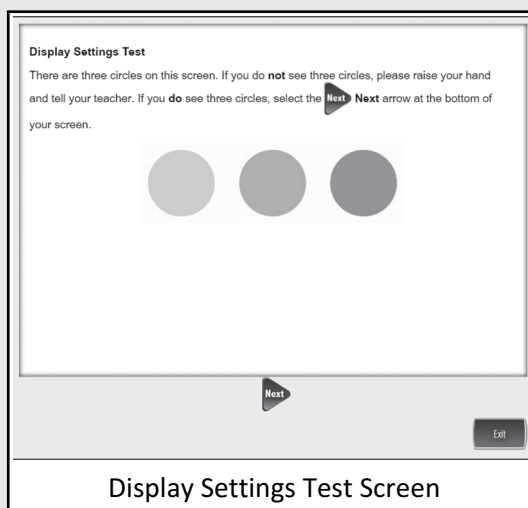 Display Settings Test
There are three circles on this screen. If you do not see three circles, please raise your hand
and tell your teacher. If you do see three circles, select the Next Next arrow at the bottom of
your screen.
Next
Exit
Display Settings Test Screen